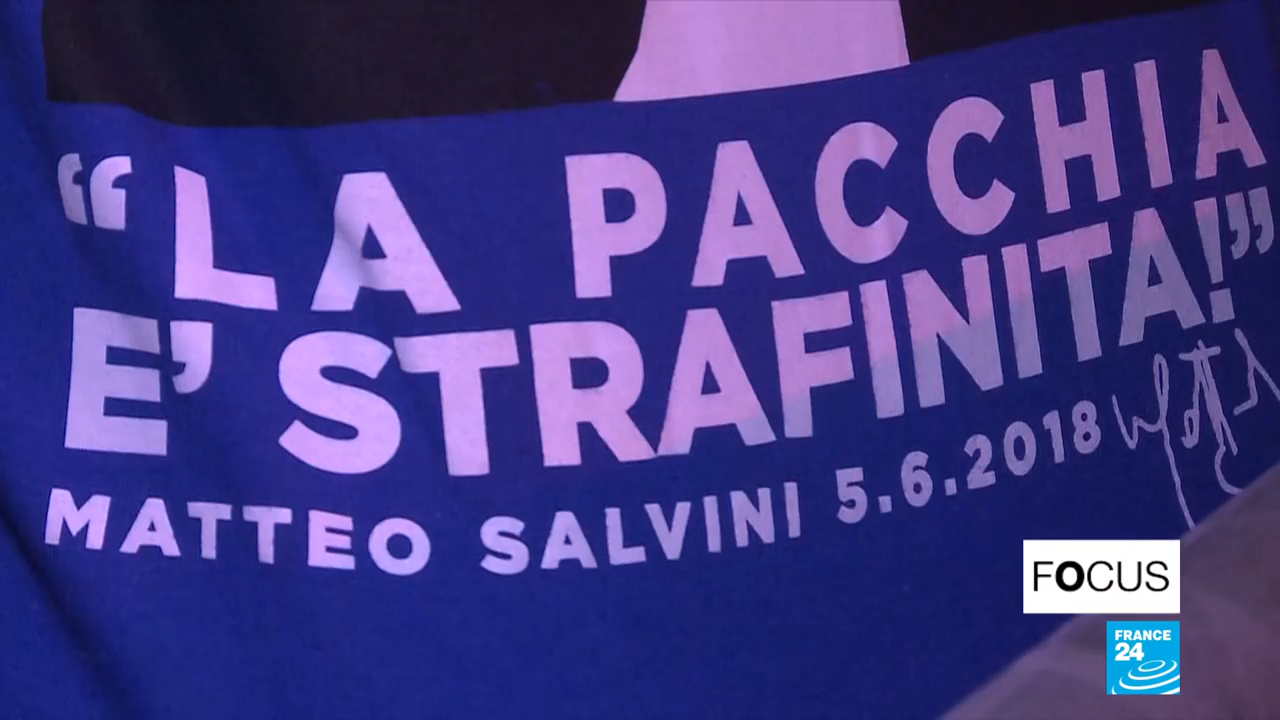 “LA PACCHIA
E’ STRAFINITA!”
MATTEO SALVINI 5.6.2018
FOCUS
FRANCE
24